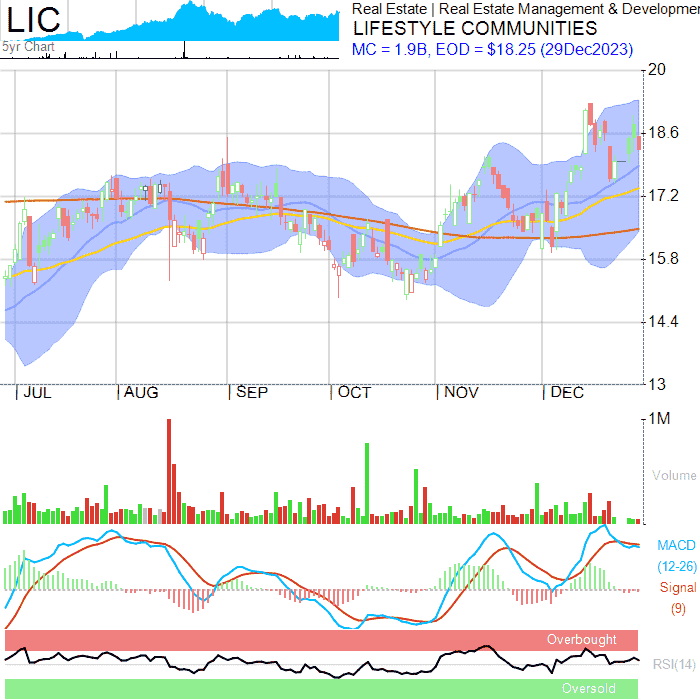 LIC
5yr Chart
Real Estate | Real Estate Management & Developmen
LIFESTYLE COMMUNITIES
MC = 1.9B, EOD = $18.25 (29Dec2023)
20
18.6
17.2
15.8
14.4
13
JUL AUG SEP OCT NOV DEC
1M
Volume
MACD
(12-26)
Signal
(9)
Overbought
RSI(14)
Oversold